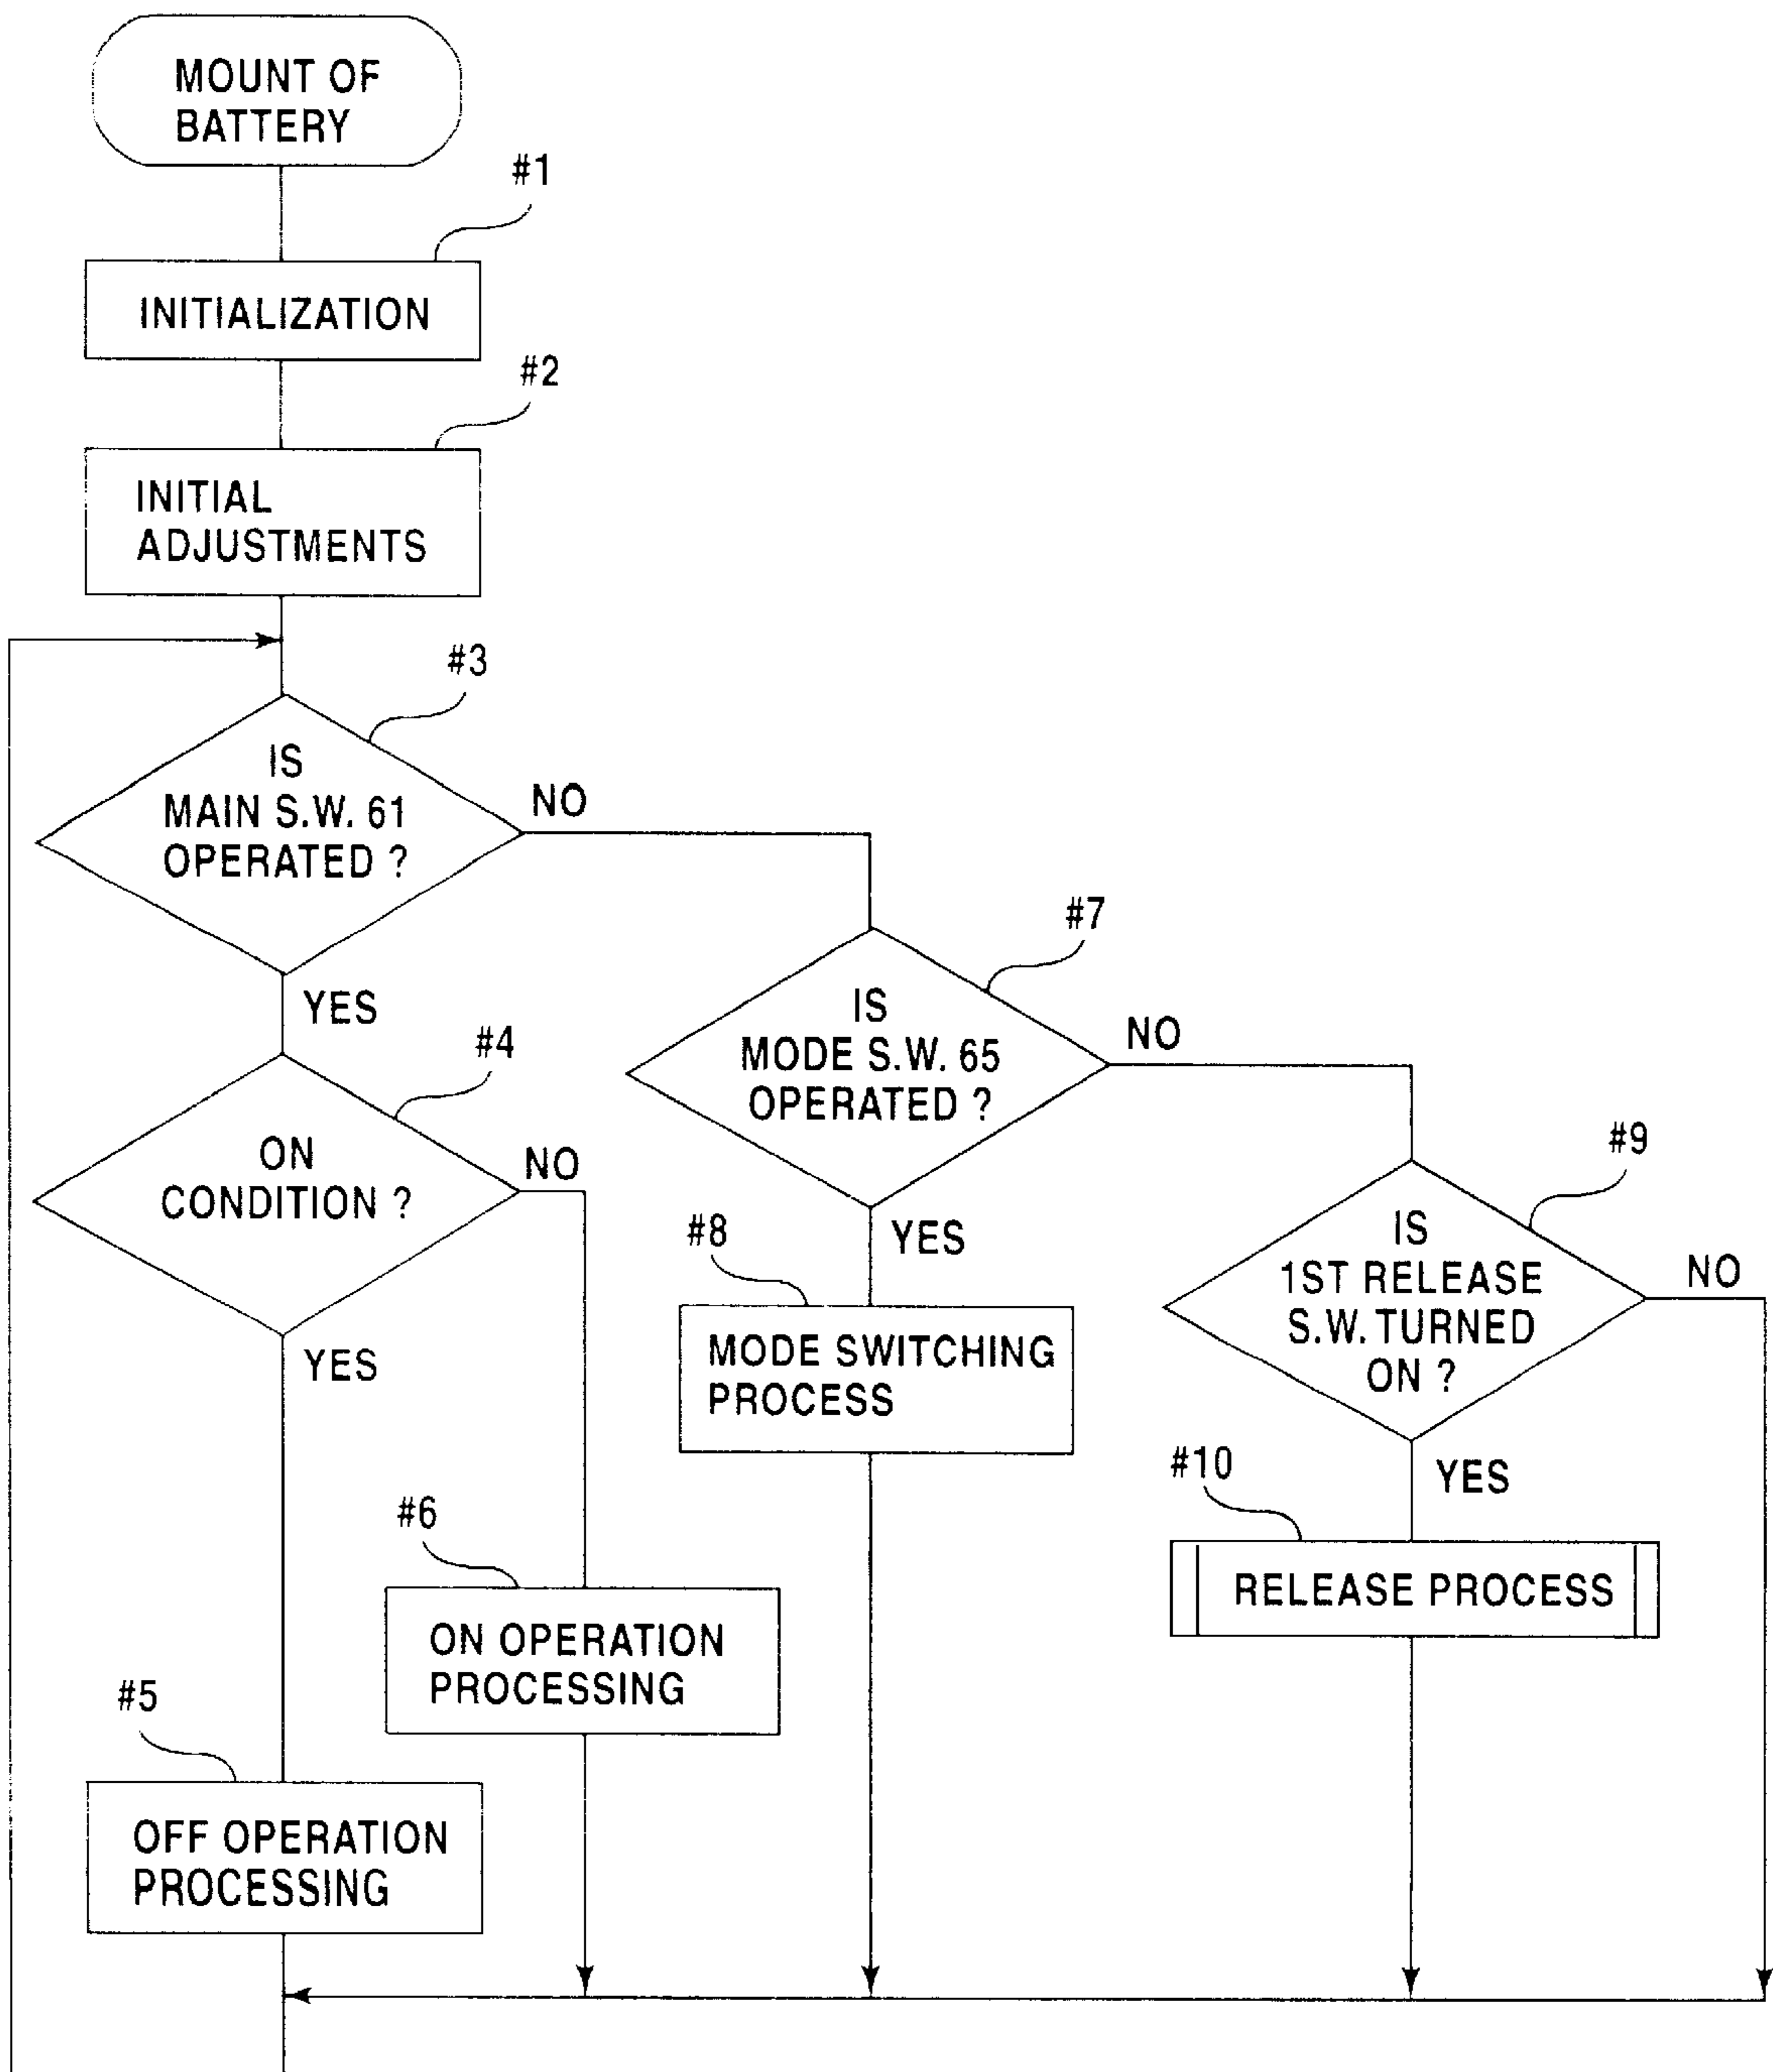 MOUNT OF
BATTERY
#1
INITIALIZATION
#2
INITIAL
ADJUSTMENTS
#3
IS
MAIN S.W. 61
OPERATED ?
NO
YES
#4
ON
CONDITION ?
NO
YES
#5
OFF OPERATION
PROCESSING
#6
ON OPERATION
PROCESSING
#7
IS
MODE S.W. 65
OPERATED ?
NO
YES
#8
MODE SWITCHING
PROCESS
#9
IS
1ST RELEASE
S.W. TURNED
ON ?
NO
YES
#10
RELEASE PROCESS